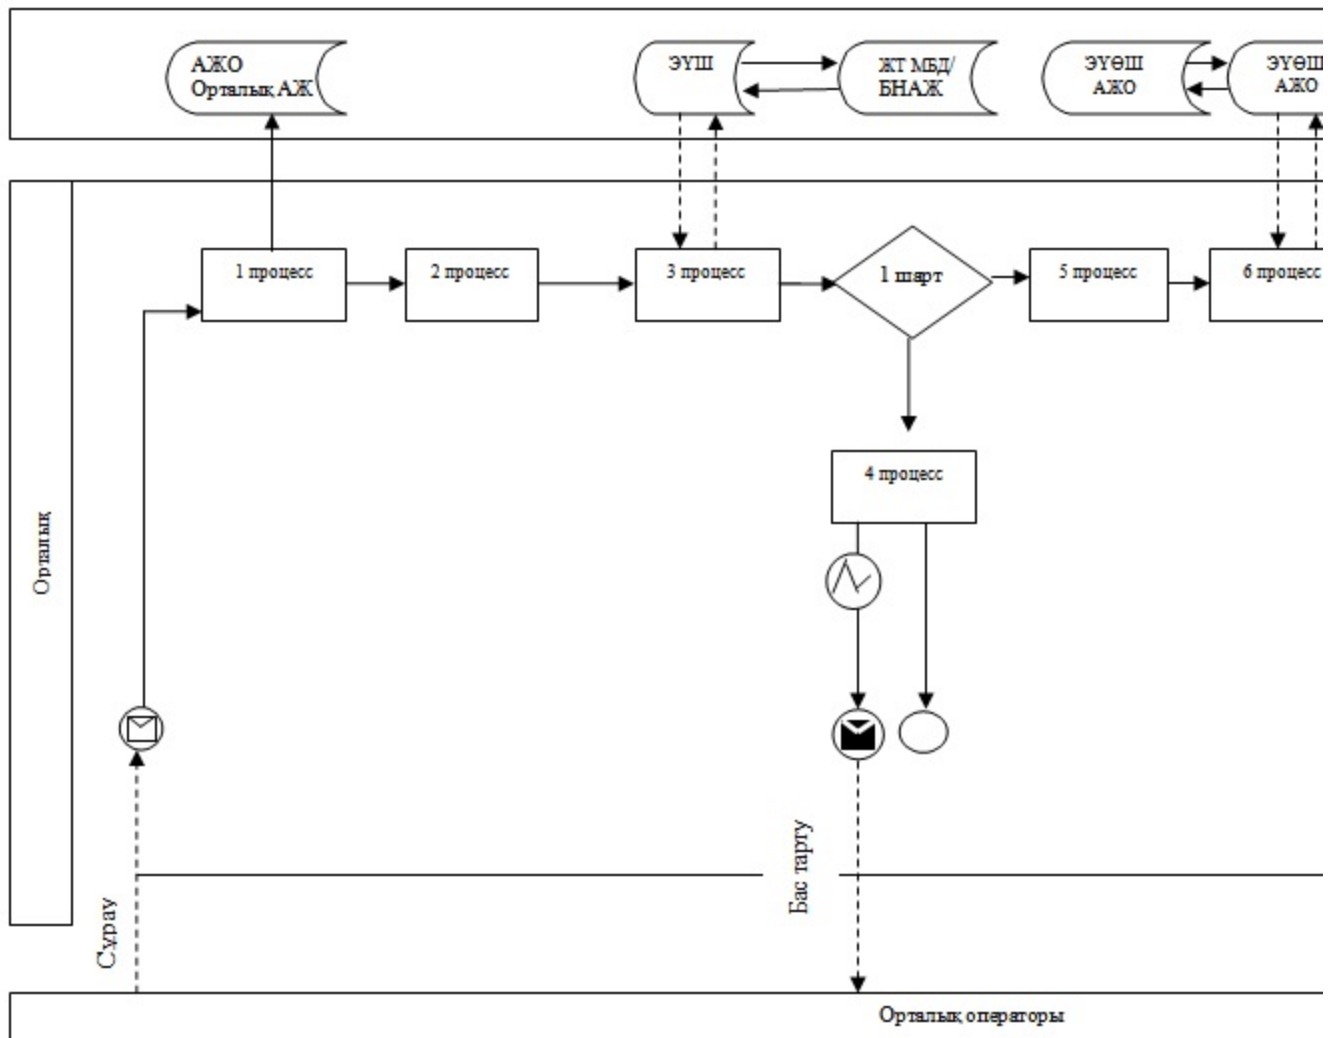 АЖО
Орталық АЖ
ЭҮШ
ЖТ МБД/
БНАЖ
ЭҮӨШ
АЖО
ЭҮӨШ
АЖО
1 процесс
2 процесс
3 процесс
1 шарт
5 процесс
6 процесс
4 процесс
Орталық
Сұрау
Бас тарту
Орталық операторы